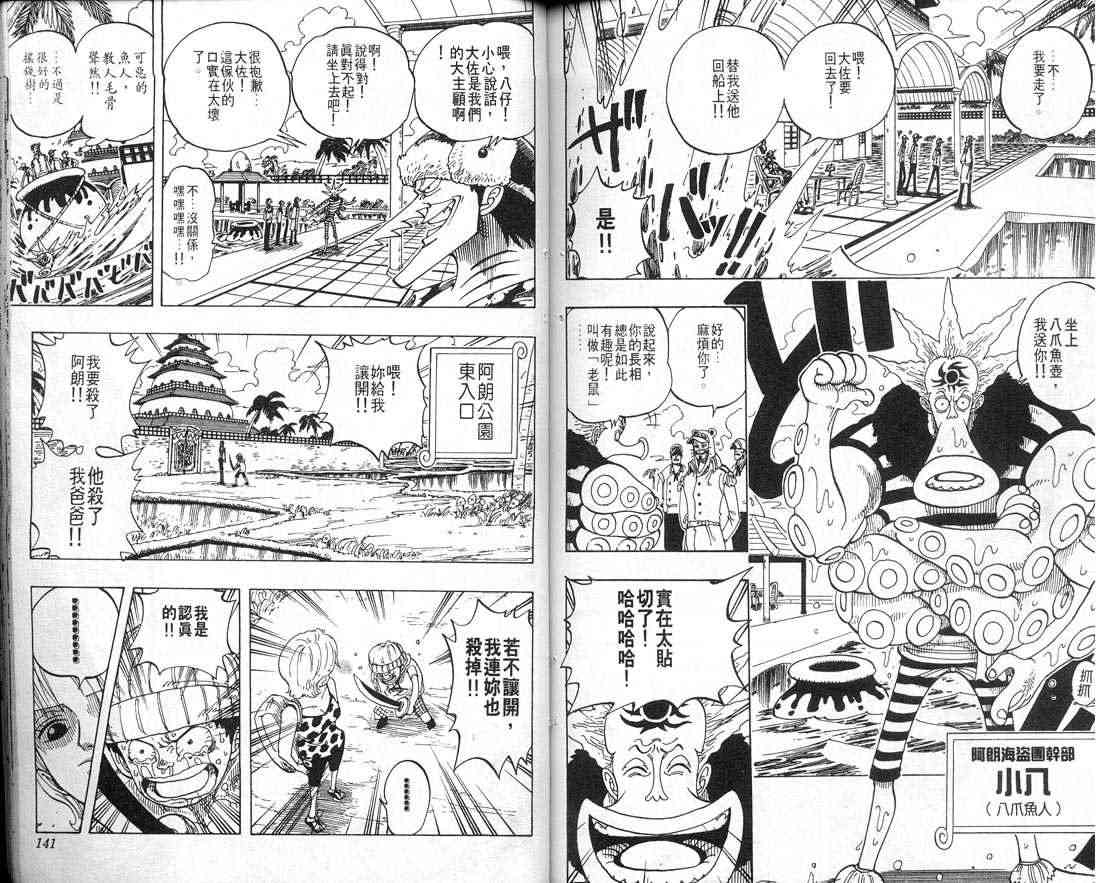 …不…
我要走了
……
喂！
大佐要
回去了！
替我送他
回船上!!
是!!
坐上
八爪魚壺，
我送你!!
好的…
麻煩你了。
說起來，
你的長相
總是如此
有趣呢！
叫做「老鼠」
……
抓
抓
阿朗海盜團幹部
小八
（八爪魚人）
實在太貼
切了！
哈哈哈哈！
喂，八仔！
小心說話，
大佐是我們
的大主顧啊
！
啊！
說得對！
真對不起！
請坐上去吧！
很抱歉…
大佐！
這傢伙的
口實在太壞
了。
不…沒關係…
嘿嘿嘿嘿…!!
可惡的
魚人，
教人毛骨
聳然!!
…不過是
很好的
搖錢樹…
阿朗公園
東入口
喂！
妳給我
讓開!!
我要殺了
阿朗!!
他殺了
我爸爸!!
若不讓開，
我連妳也
殺掉!!
……
我是
認真
的!!
………
141